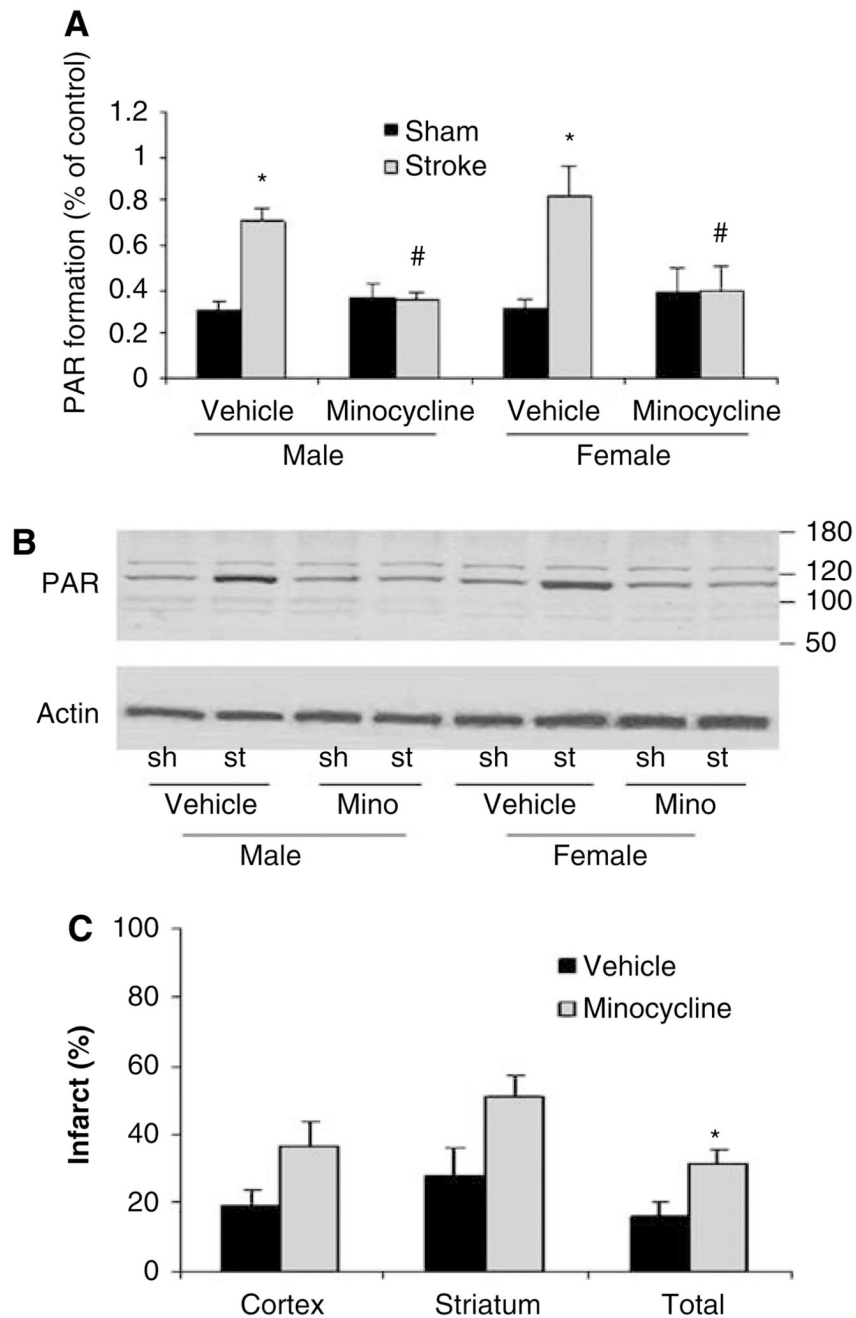 A
PAR formation (% of control)
1.2
1
0.8
0.6
0.4
0.2
0
Sham
Stroke
*
#
*
#
Vehicle Minocycline Vehicle Minocycline
Male Female
B
PAR
180
120
100
50
Actin
sh st sh st sh st sh st
Vehicle Mino Vehicle Mino
Male Female
C
Infarct (%)
100
80
60
40
20
0
Vehicle
Minocycline
*
Cortex Striatum Total